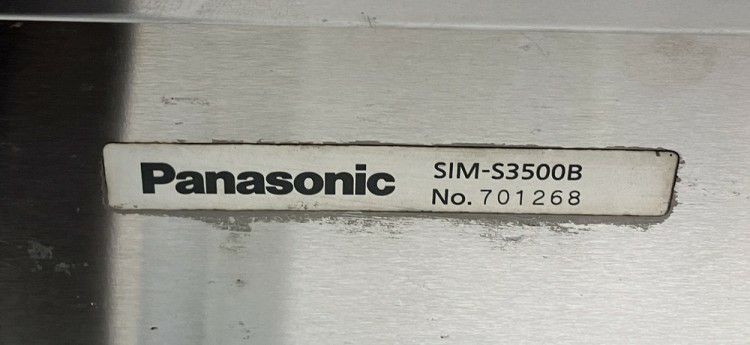 Panasonic
SIM-S3500B
No. 701268